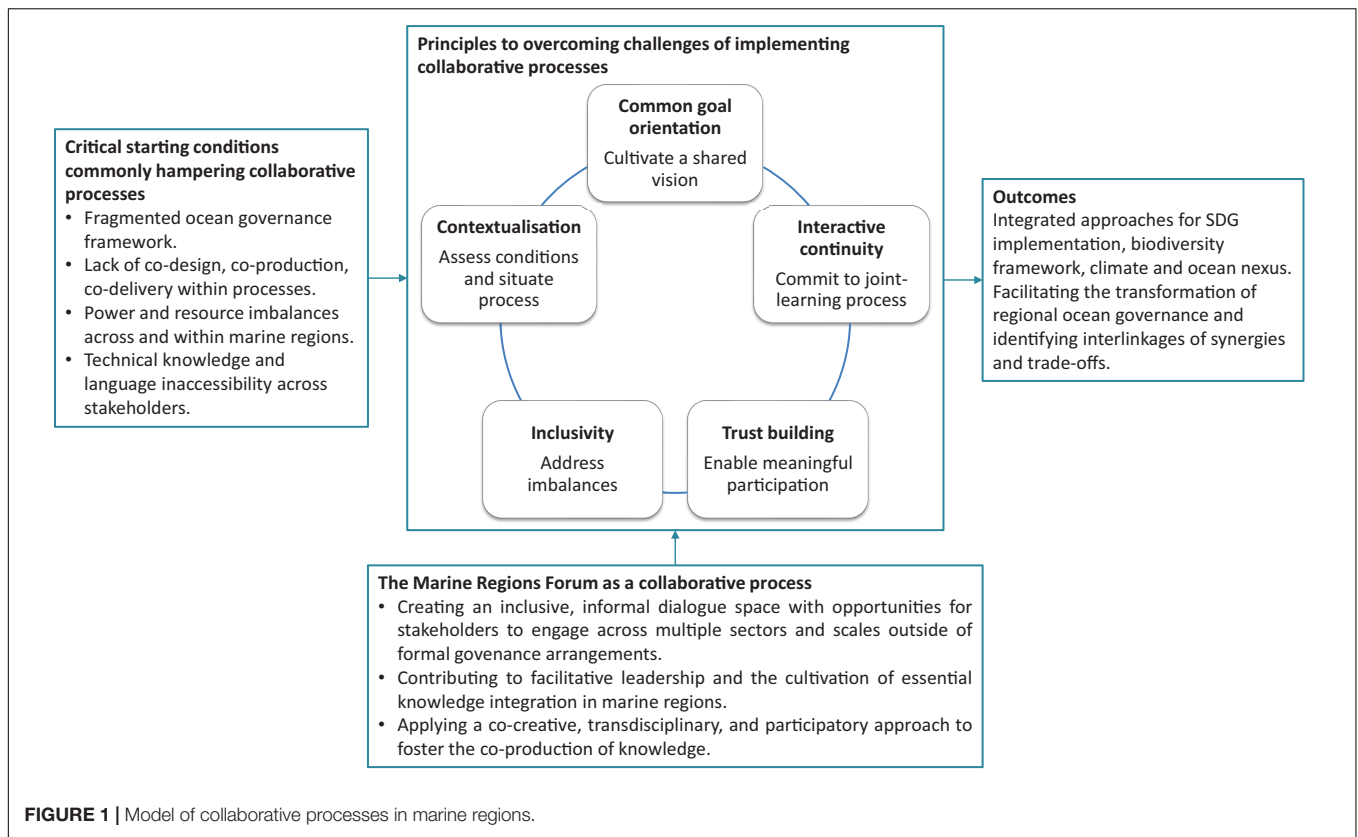 Principles to overcoming challenges of implementing
collaborative processes
Critical starting conditions
commonly hampering collaborative
processes
• Fragmented ocean governance
framework.
• Lack of co-design, co-production,
co-delivery within processes.
• Power and resource imbalances
across and within marine regions.
• Technical knowledge and
language inaccessibility across
stakeholders.
Common goal
orientation
Cultivate a shared
vision
Contextualisation
Assess conditions
and situate
process
Interactive
continuity
Commit to joint-
learning process
Inclusivity
Address
imbalances
Trust building
Enable meaningful
participation
Outcomes
Integrated approaches for SDG
implementation, biodiversity
framework, climate and ocean nexus.
Facilitating the transformation of
regional ocean governance and
identifying interlinkages of synergies
and trade-offs.
The Marine Regions Forum as a collaborative process
• Creating an inclusive, informal dialogue space with opportunities for
stakeholders to engage across multiple sectors and scales outside of
formal govenance arrangements.
• Contributing to facilitative leadership and the cultivation of essential
knowledge integration in marine regions.
• Applying a co-creative, transdisciplinary, and participatory approach to
foster the co-production of knowledge.
FIGURE 1 | Model of collaborative processes in marine regions.